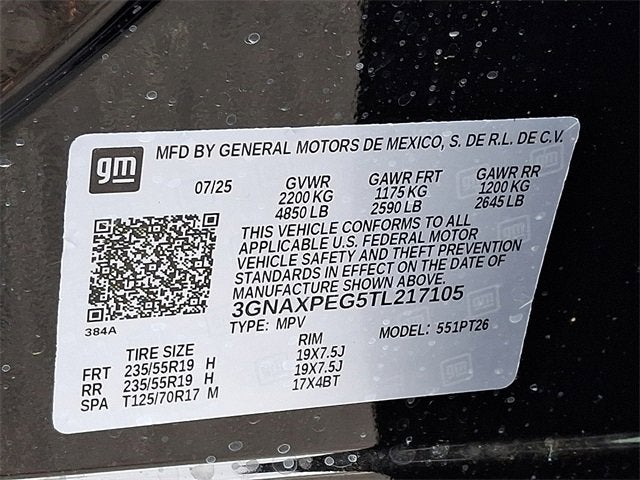 gm
MFD BY GENERAL MOTORS DE MEXICO, S. DE R.L. DE C.V.
07/25 GVWR GAWR FRT GAWR RR
2200 KG 1175 KG 1200 KG
4850 LB 2590 LB 2645 LB
THIS VEHICLE CONFORMS TO ALL
APPLICABLE U.S. FEDERAL MOTOR
VEHICLE SAFETY AND THEFT PREVENTION
STANDARDS IN EFFECT ON THE DATE OF
MANUFACTURE SHOWN ABOVE.
3GNAXPEG5TL217105
384A
TYPE: MPV MODEL: 551PT26
TIRE SIZE RIM
FRT 235/55R19 H 19X7.5J
RR 235/55R19 H 19X7.5J
SPA T125/70R17 M 17X4BT